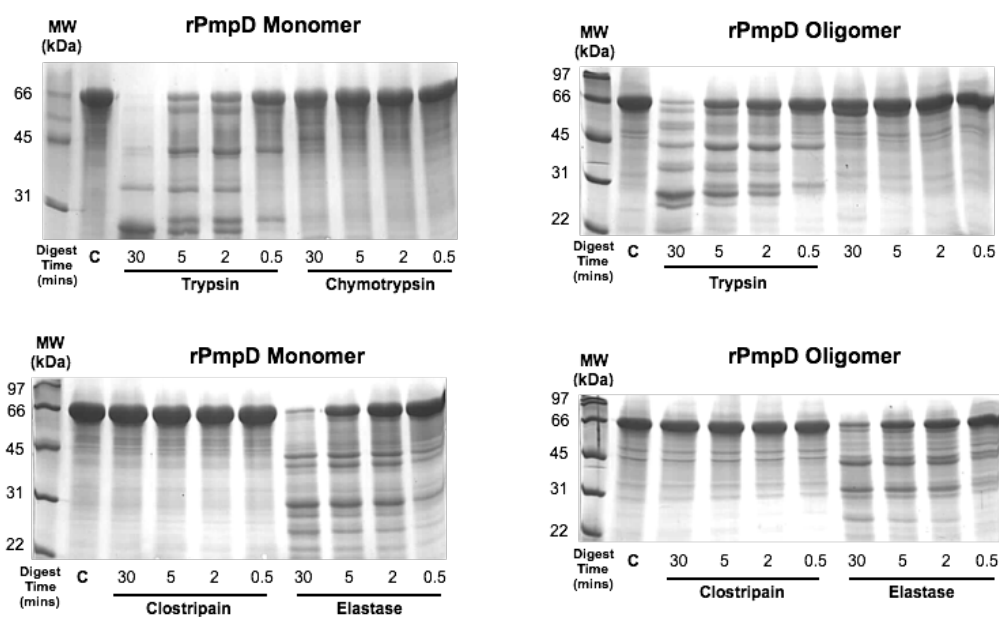 rPmpD Monomer
MW
(kDa)
66
45
31
Digest
Time
(mins)
C 30 5 2 0.5 30 5 2 0.5
Trypsin Chymotrypsin
rPmpD Oligomer
MW
(kDa)
97
66
45
31
22
Digest
Time
(mins)
C 30 5 2 0.5 30 5 2 0.5
Trypsin
rPmpD Monomer
MW
(kDa)
97
66
45
31
22
Digest
Time
(mins)
C 30 5 2 0.5 30 5 2 0.5
Clostripain Elastase
rPmpD Oligomer
MW
(kDa)
97
66
45
31
22
Digest
Time
(mins)
C 30 5 2 0.5 30 5 2 0.5
Clostripain Elastase